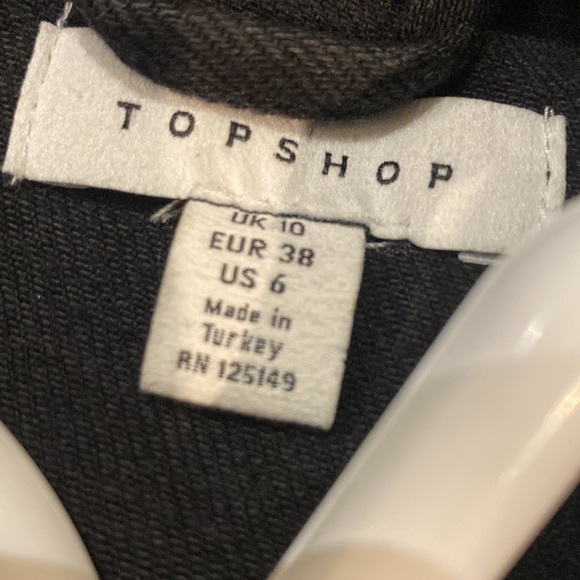 TOPSHOP
UK 10
EUR 38
US 6
Made in
Turkey
RN 125149